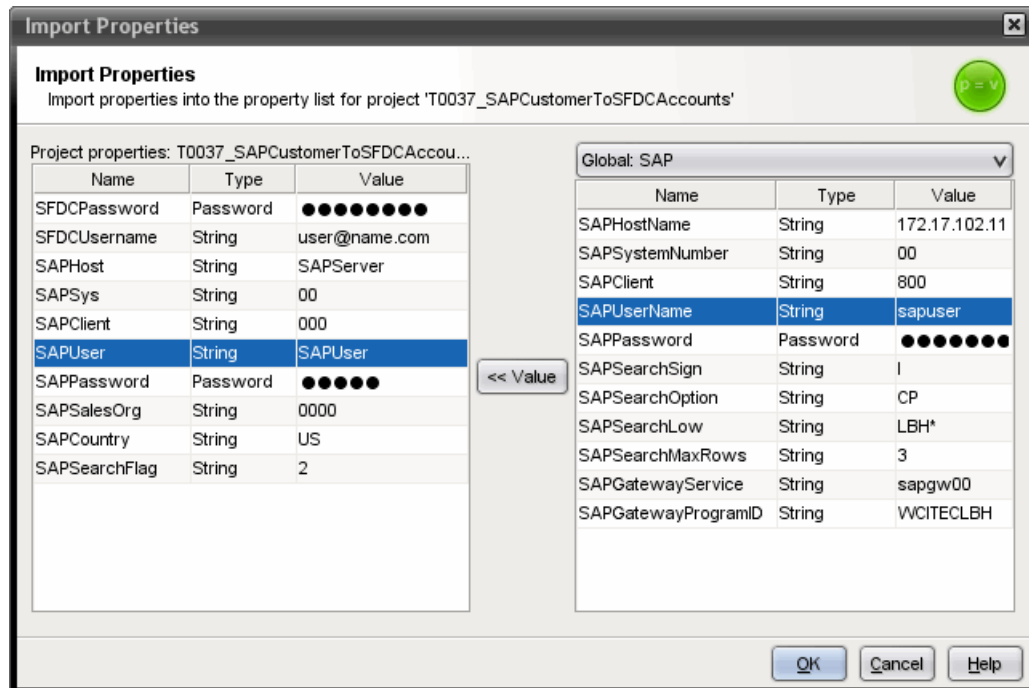 Import Properties
Import Properties
Import properties into the property list for project 'T0037_SAPCustomerToSFDCAccounts'
p = v
Project properties: T0037_SAPCustomerToSFDCAccou...
Name Type Value
SFDCPassword Password ●●●●●●●●
SFDCUsername String user@name.com
SAPHost String SAPServer
SAPSys String 00
SAPClient String 000
SAPUser String SAPUser
SAPPassword Password ●●●●●
SAPSalesOrg String 0000
SAPCountry String US
SAPSearchFlag String 2
<< Value
Global: SAP
Name Type Value
SAPHostName String 172.17.102.11
SAPSystemNumber String 00
SAPClient String 800
SAPUserName String sapuser
SAPPassword Password ●●●●●●●
SAPSearchSign String I
SAPSearchOption String CP
SAPSearchLow String LBH*
SAPSearchMaxRows String 3
SAPGatewayService String sapgw00
SAPGatewayProgramID String WCITECLBH
OK Cancel Help